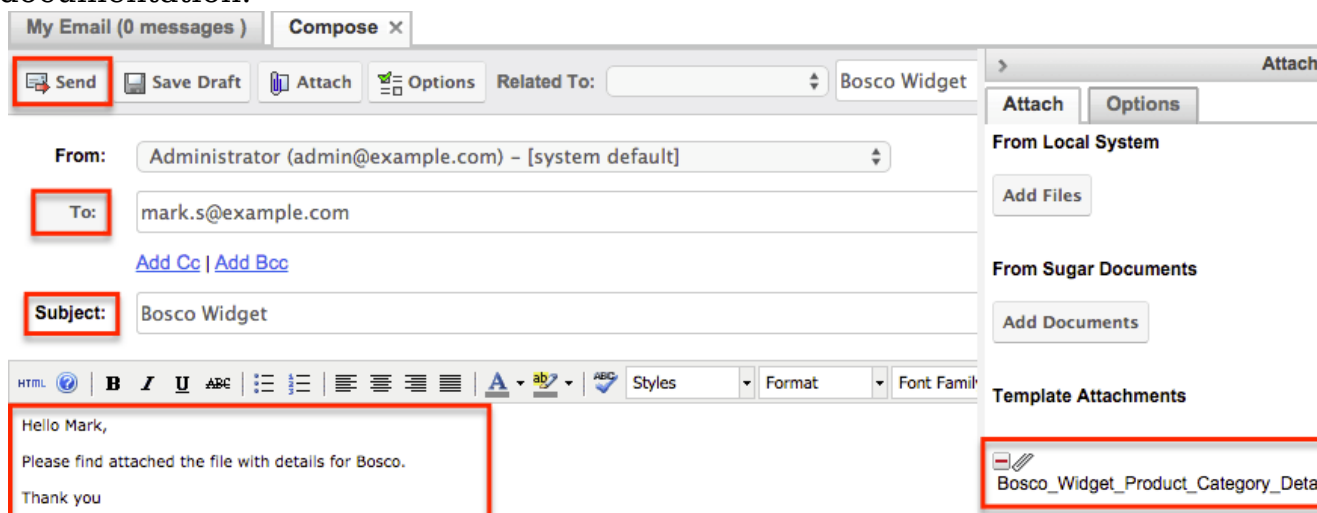 documentation.
My Email (0 messages ) Compose ×
Send Save Draft Attach Options Related To: Bosco Widget
From: Administrator (admin@example.com) – [system default]
To: mark.s@example.com
Add Cc | Add Bcc
Subject: Bosco Widget
HTML B I U ABC A ab ABC Styles Format Font Famil
Hello Mark,
Please find attached the file with details for Bosco.
Thank you
> Attach
Attach Options
From Local System
Add Files
From Sugar Documents
Add Documents
Template Attachments
Bosco_Widget_Product_Category_Deta